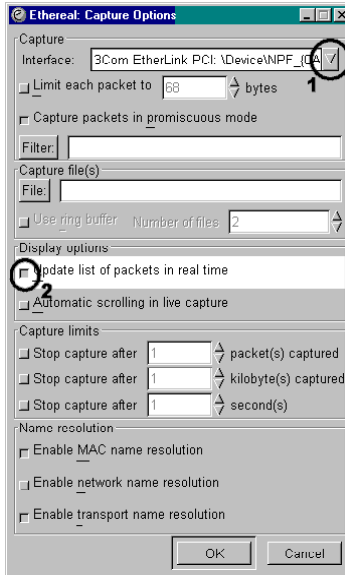 Ethereal: Capture Options
Capture
Interface: 3Com EtherLink PCI: \Device\NPF_{0A
1
Limit each packet to 68 bytes
Capture packets in promiscuous mode
Filter:
Capture file(s)
File:
Use ring buffer Number of files 2
Display options
Update list of packets in real time
2
Automatic scrolling in live capture
Capture limits
Stop capture after 1 packet(s) captured
Stop capture after 1 kilobyte(s) captured
Stop capture after 1 second(s)
Name resolution
Enable MAC name resolution
Enable network name resolution
Enable transport name resolution
OK Cancel